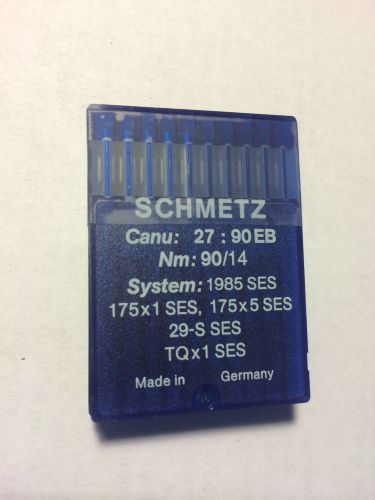 SCHMETZ
Canu: 27 : 90 EB
Nm: 90/14
System: 1985 SES
175x1 SES, 175x5 SES
29-S SES
TQx1 SES
Made in Germany